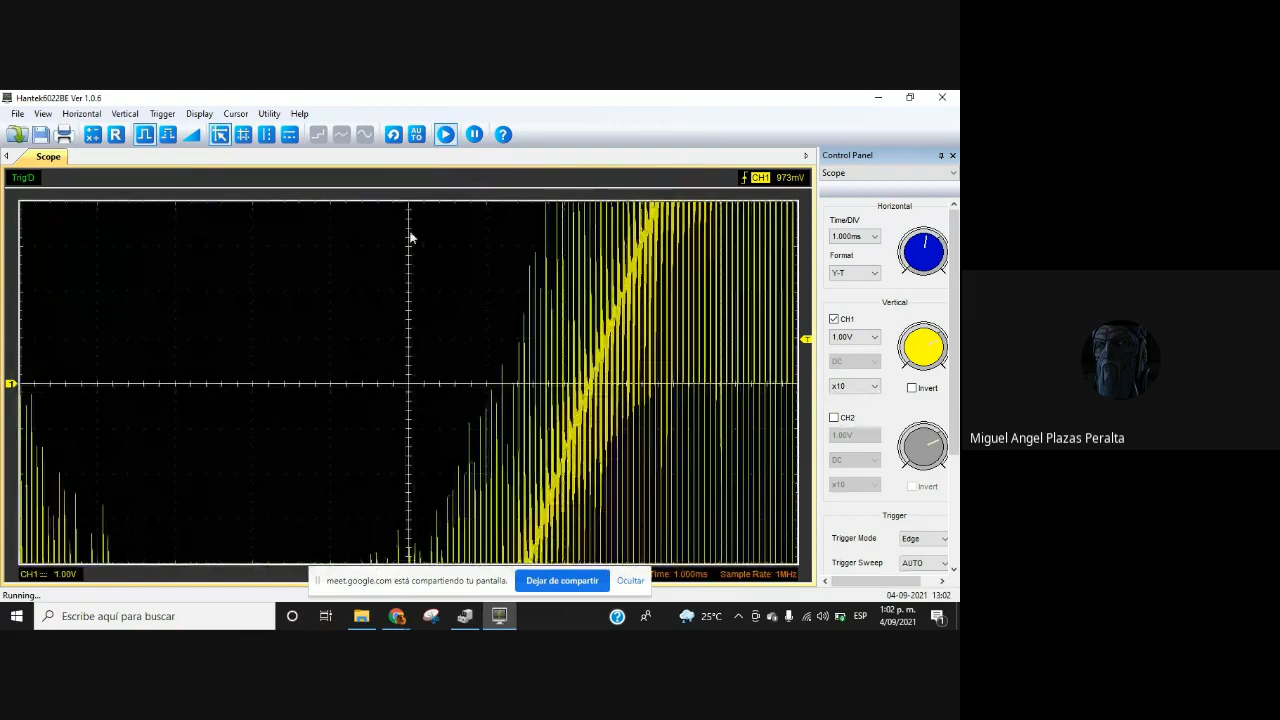 Hantek6022BE Ver 1.0.6
File View Horizontal Vertical Trigger Display Cursor Utility Help
R
AUTO
?
Scope
Control Panel
Scope
Trig'D
CH1 973mV
Horizontal
Time/DIV
1.000ms
Format
Y-T
Vertical
CH1
1.00V
DC
x10
Invert
CH2
1.00V
DC
x10
Invert
Trigger
Trigger Mode Edge
Trigger Sweep AUTO
T
1
CH1 1.00V
Time: 1.000ms Sample Rate: 1MHz
meet.google.com está compartiendo tu pantalla. Dejar de compartir Ocultar
Running...
04-09-2021 13:02
Escribe aquí para buscar
25°C
ESP
1:02 p. m.
4/09/2021
1
Miguel Angel Plazas Peralta